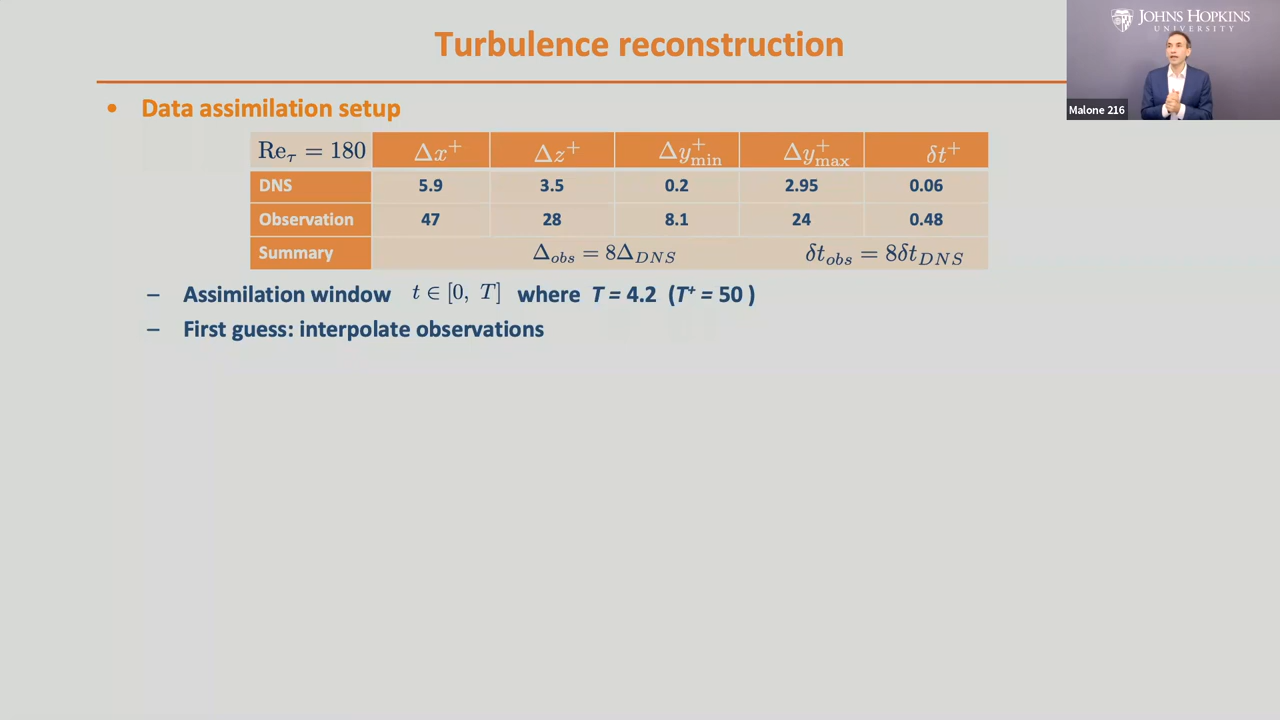 JOHNS HOPKINS
UNIVERSITY
Malone 216
Turbulence reconstruction
• Data assimilation setup
Re_τ = 180 Δx⁺ Δz⁺ Δy⁺_min Δy⁺_max δt⁺
DNS 5.9 3.5 0.2 2.95 0.06
Observation 47 28 8.1 24 0.48
Summary Δ_obs = 8Δ_DNS δt_obs = 8δt_DNS
– Assimilation window t ∈ [0, T] where T = 4.2 (T⁺ = 50 )
– First guess: interpolate observations